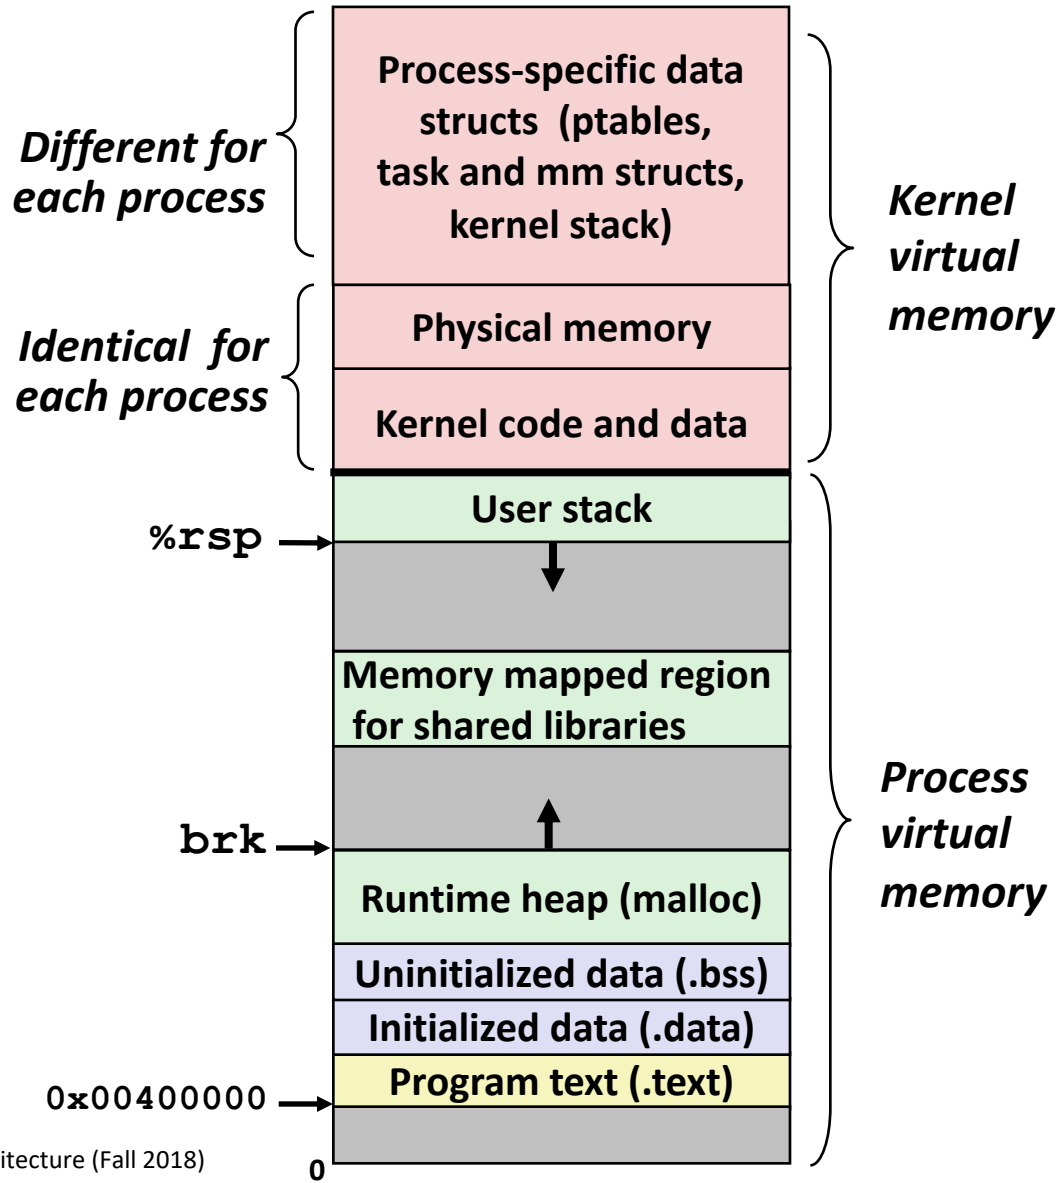 Process-specific data
structs (ptables,
task and mm structs,
kernel stack)
Different for
each process
Kernel
virtual
memory
Physical memory
Identical for
each process
Kernel code and data
User stack
%rsp
Memory mapped region
for shared libraries
Process
virtual
memory
brk
Runtime heap (malloc)
Uninitialized data (.bss)
Initialized data (.data)
Program text (.text)
0x00400000
itecture (Fall 2018)
0